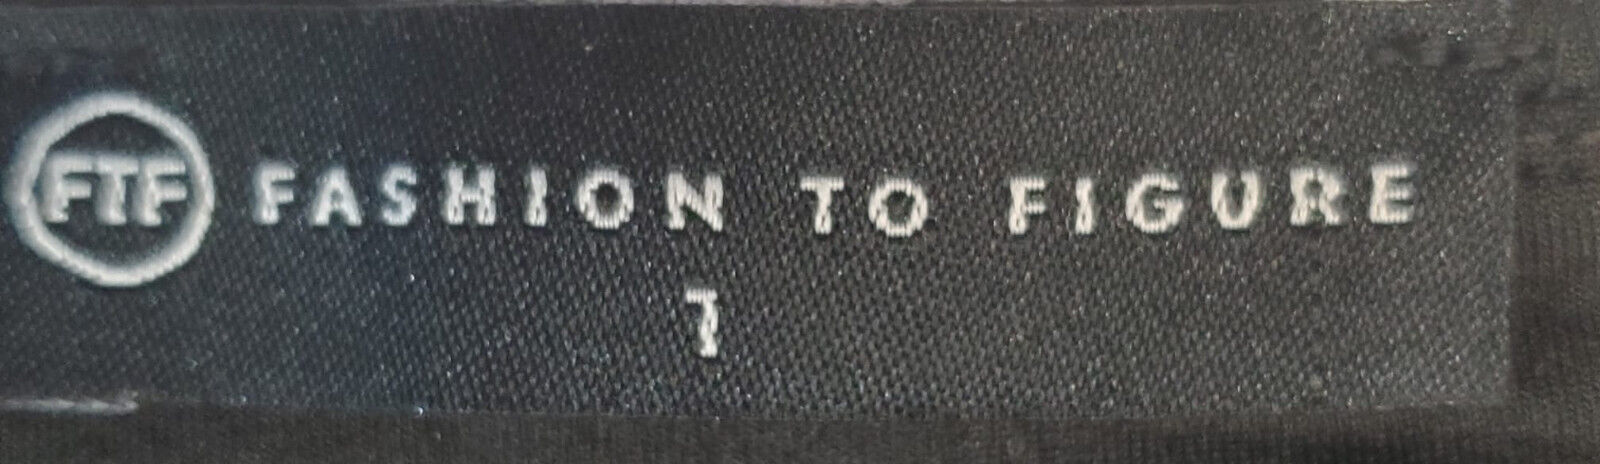 FTF FASHION TO FIGURE
1